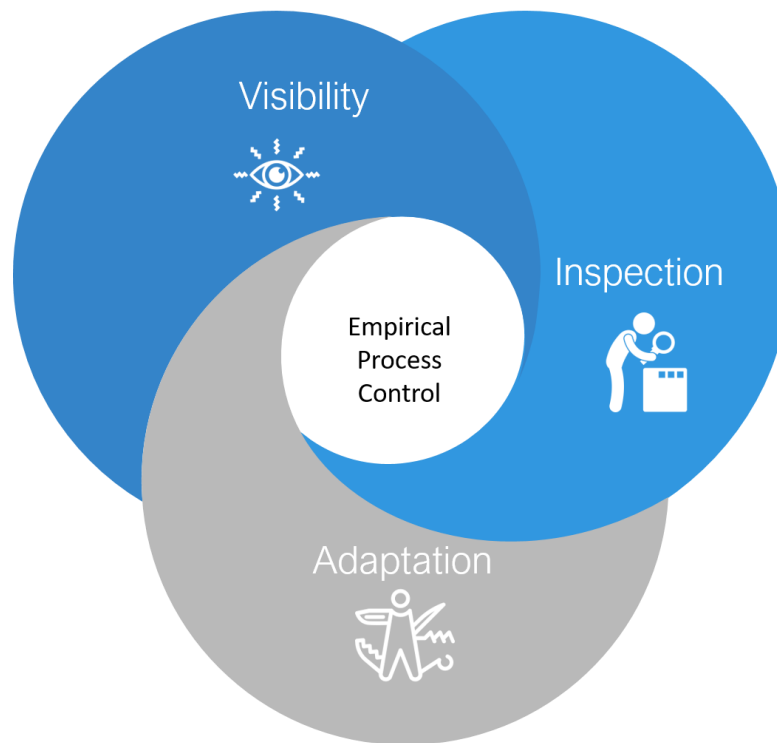 Visibility
Inspection
Empirical
Process
Control
Adaptation